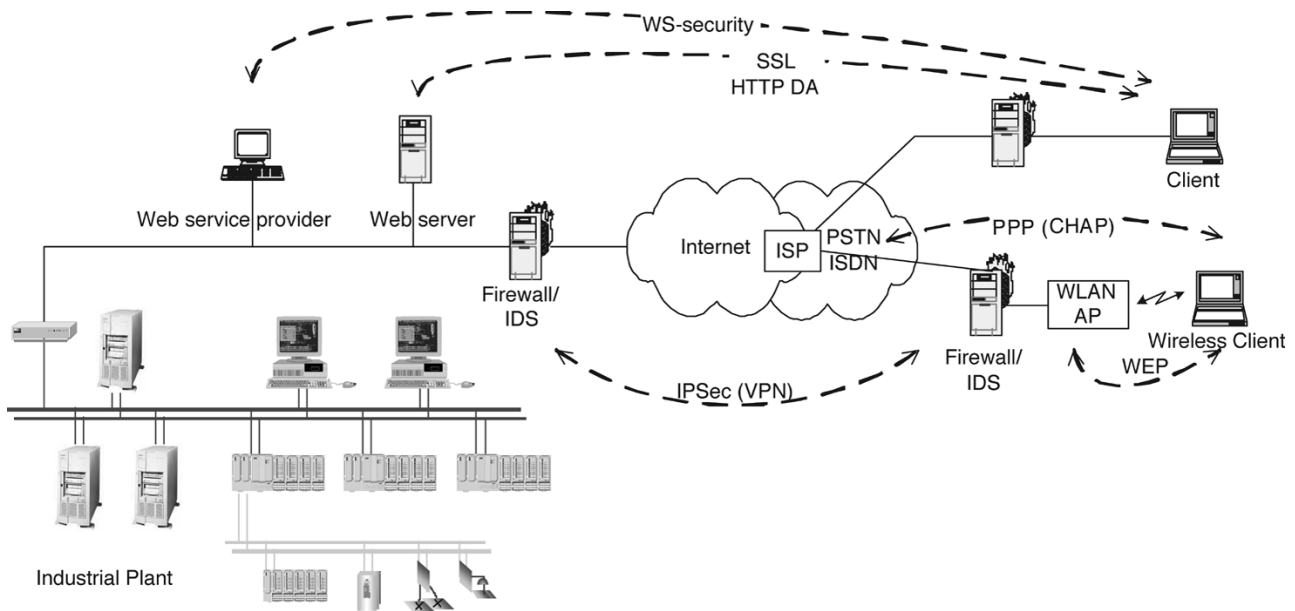 WS-security
SSL
HTTP DA
Client
Web service provider
Web server
Internet
ISP
PSTN
ISDN
PPP (CHAP)
Firewall/
IDS
WLAN
AP
Wireless Client
Firewall/
IDS
WEP
IPSec (VPN)
Industrial Plant